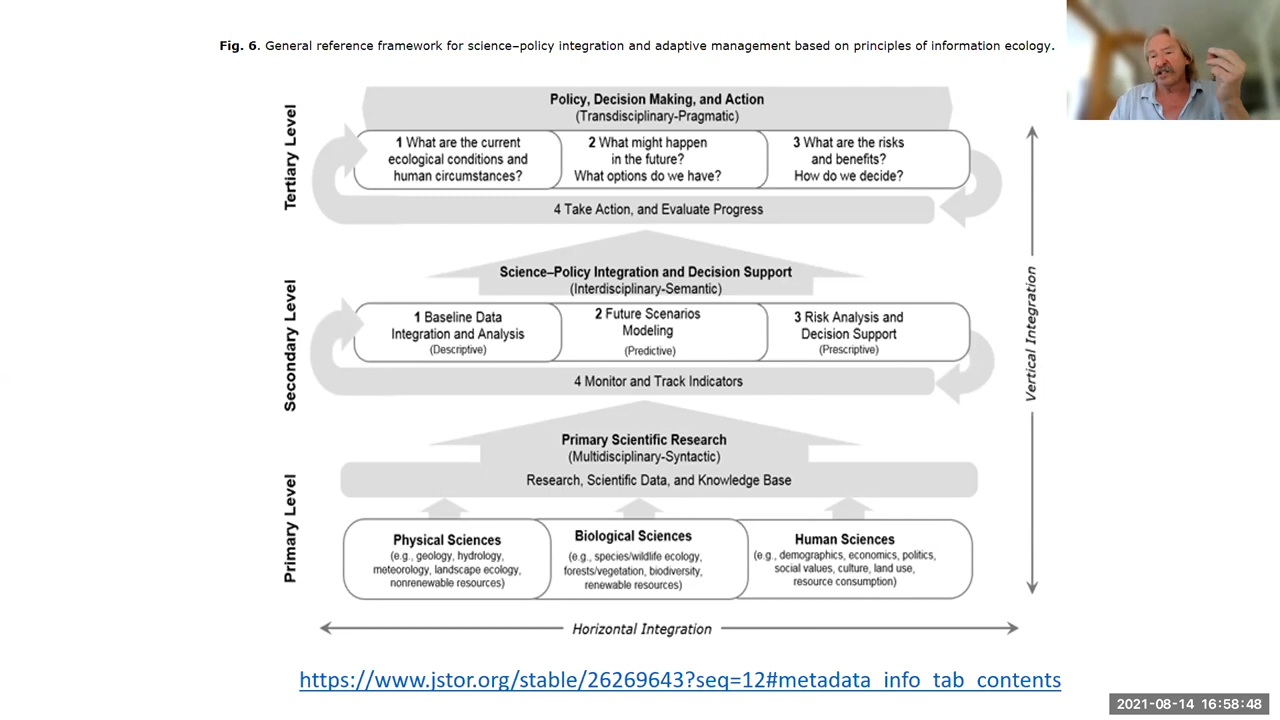 Fig. 6. General reference framework for science–policy integration and adaptive management based on principles of information ecology.
Tertiary Level
Policy, Decision Making, and Action
(Transdisciplinary-Pragmatic)
1 What are the current
ecological conditions and
human circumstances?
2 What might happen
in the future?
What options do we have?
3 What are the risks
and benefits?
How do we decide?
4 Take Action, and Evaluate Progress
Secondary Level
Science–Policy Integration and Decision Support
(Interdisciplinary-Semantic)
1 Baseline Data
Integration and Analysis
(Descriptive)
2 Future Scenarios
Modeling
(Predictive)
3 Risk Analysis and
Decision Support
(Prescriptive)
4 Monitor and Track Indicators
Primary Level
Primary Scientific Research
(Multidisciplinary-Syntactic)
Research, Scientific Data, and Knowledge Base
Physical Sciences
(e.g., geology, hydrology,
meteorology, landscape ecology,
nonrenewable resources)
Biological Sciences
(e.g., species/wildlife ecology,
forests/vegetation, biodiversity,
renewable resources)
Human Sciences
(e.g., demographics, economics, politics,
social values, culture, land use,
resource consumption)
Vertical Integration
Horizontal Integration
https://www.jstor.org/stable/26269643?seq=12#metadata_info_tab_contents
2021-08-14 16:58:48